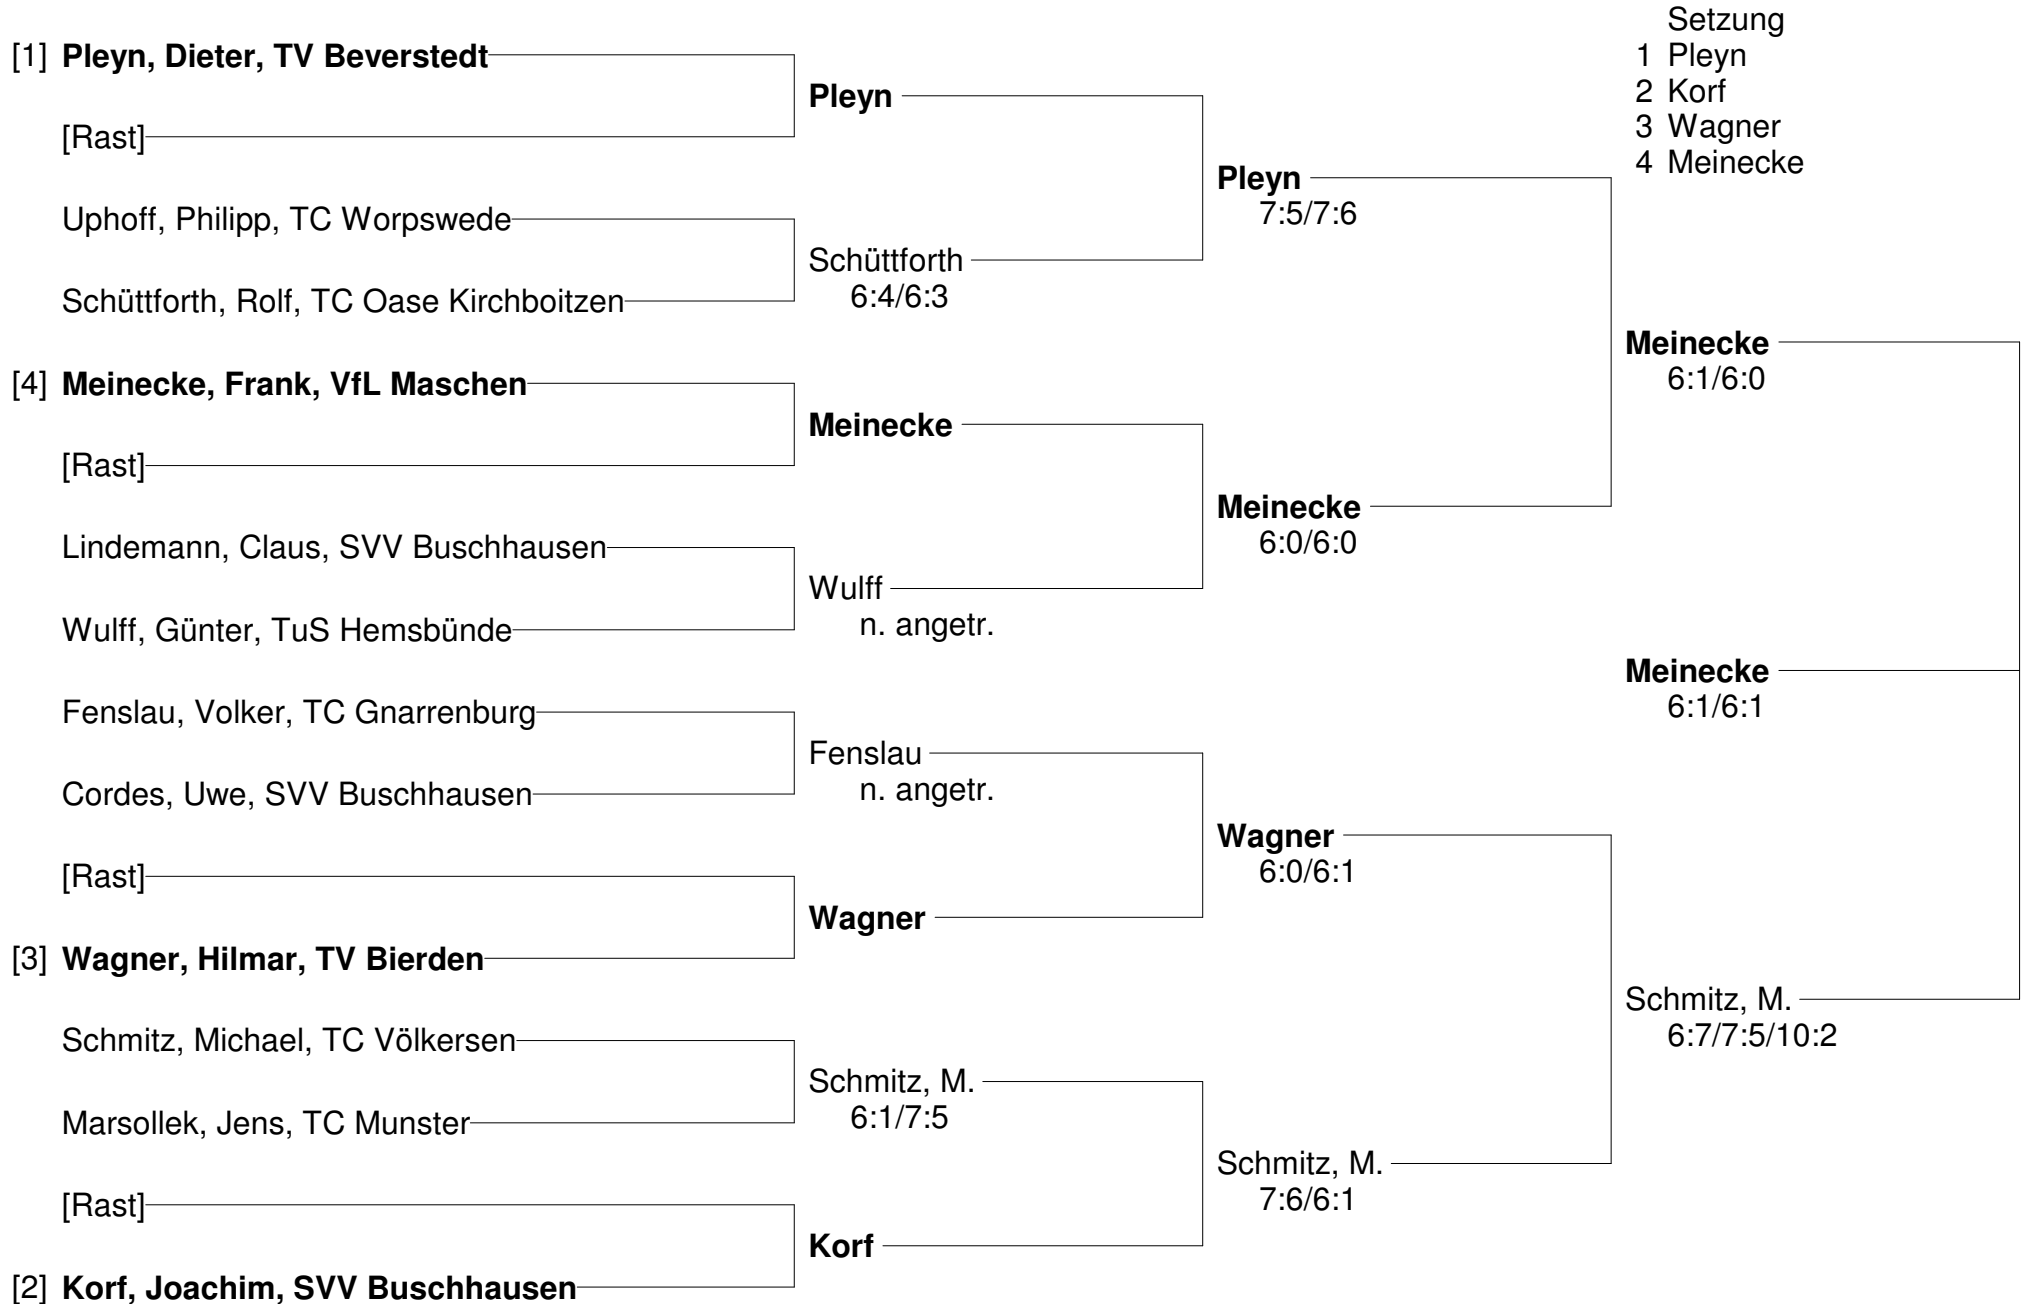 Setzung
1 Pleyn
2 Korf
3 Wagner
4 Meinecke
[1] Pleyn, Dieter, TV Beverstedt
[Rast]
Uphoff, Philipp, TC Worpswede
Schüttforth, Rolf, TC Oase Kirchboitzen
[4] Meinecke, Frank, VfL Maschen
[Rast]
Lindemann, Claus, SVV Buschhausen
Wulff, Günter, TuS Hemsbünde
Fenslau, Volker, TC Gnarrenburg
Cordes, Uwe, SVV Buschhausen
[Rast]
[3] Wagner, Hilmar, TV Bierden
Schmitz, Michael, TC Völkersen
Marsollek, Jens, TC Munster
[Rast]
[2] Korf, Joachim, SVV Buschhausen
Pleyn
Schüttforth
6:4/6:3
Meinecke
Wulff
n. angetr.
Fenslau
n. angetr.
Wagner
Schmitz, M.
6:1/7:5
Korf
Pleyn
7:5/7:6
Meinecke
6:0/6:0
Wagner
6:0/6:1
Schmitz, M.
7:6/6:1
Meinecke
6:1/6:0
Meinecke
6:1/6:1
Schmitz, M.
6:7/7:5/10:2